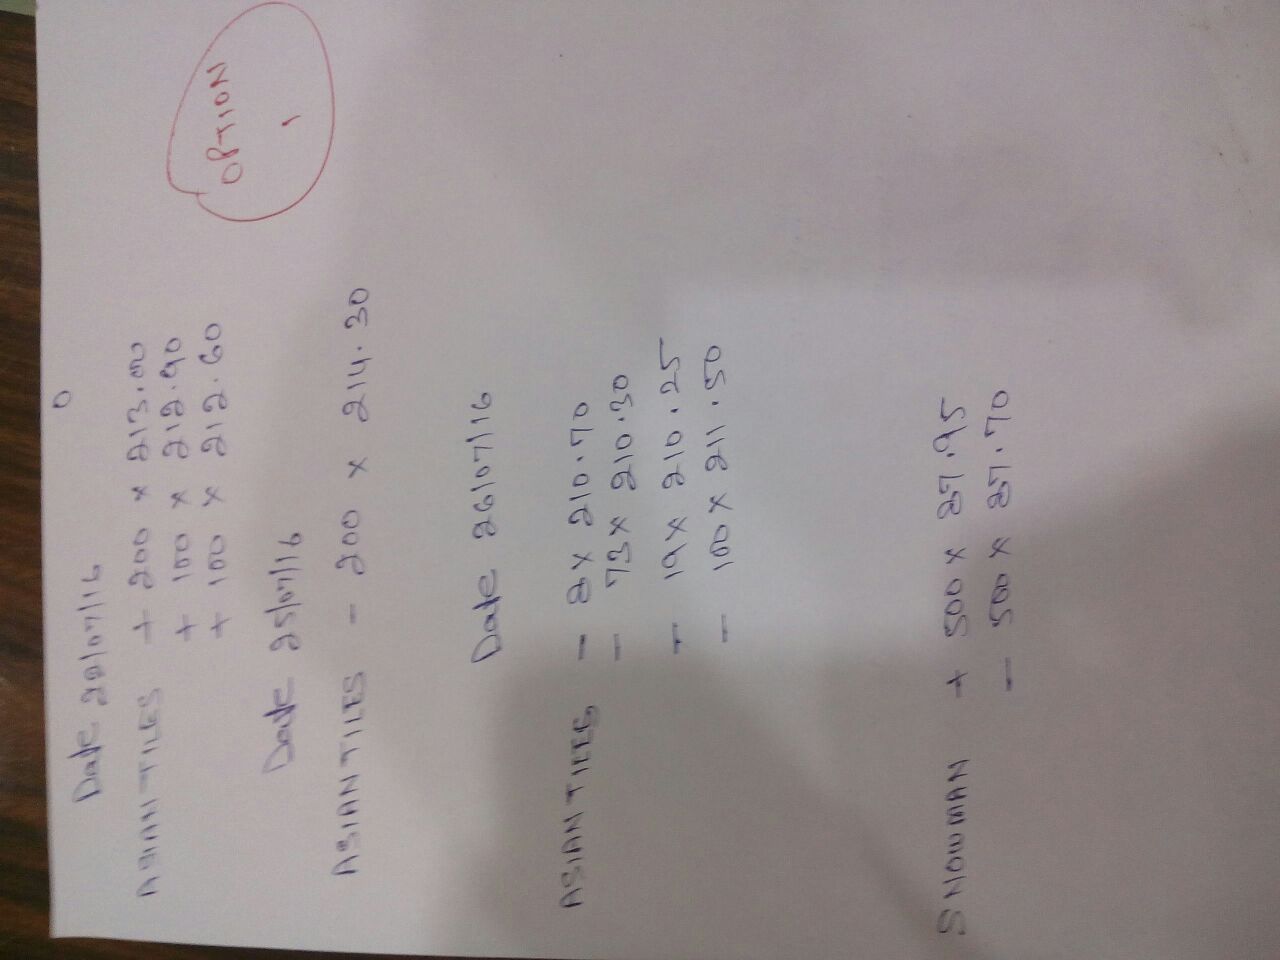 OPTION
1
Date 22/07/16
ASIAN TILES + 200 x 213.00
+ 100 x 212.90
+ 100 x 212.60
Date 25/07/16
ASIAN TILES - 200 x 214.30
Date 26/07/16
ASIAN TILES - 8 x 210.70
- 73 x 210.30
- 19 x 210.25
- 100 x 211.50
SNOWMAN + 500 x 27.95
- 500 x 27.70